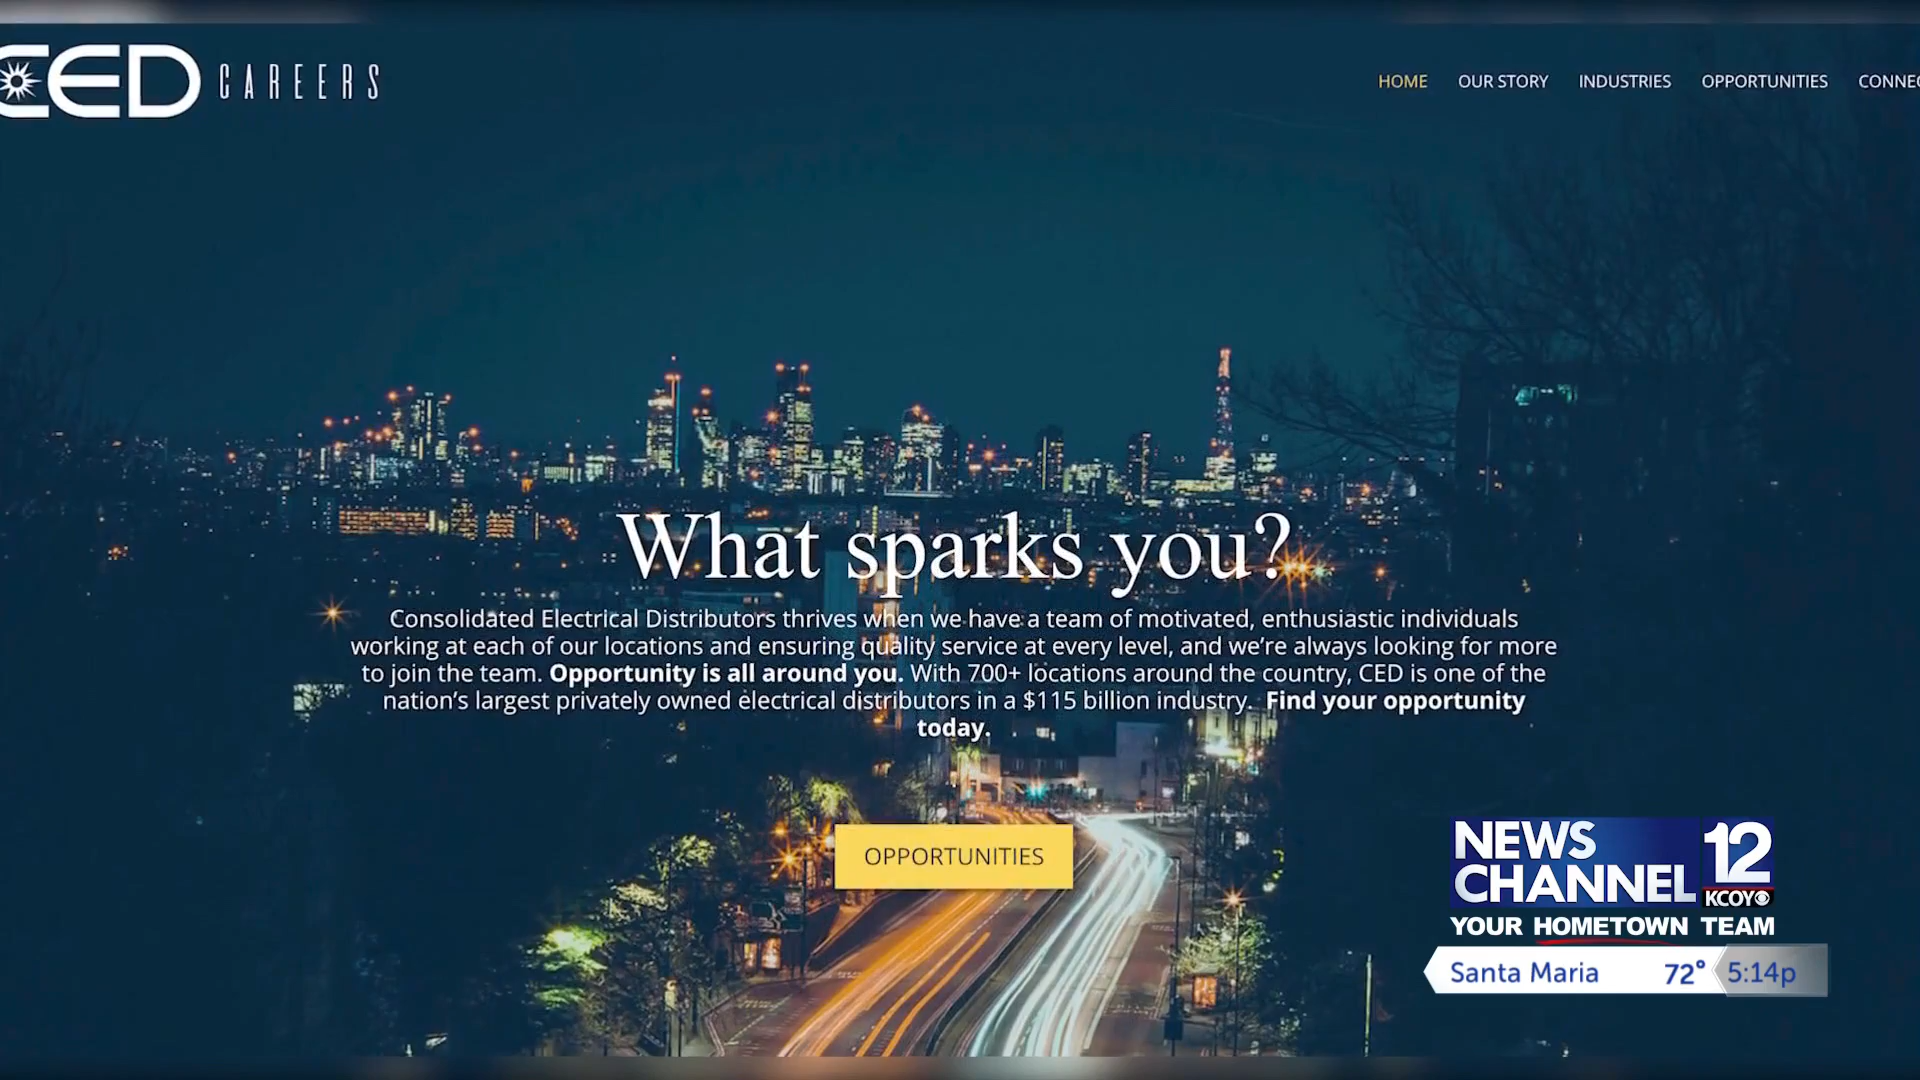 CED CAREERS
HOME OUR STORY INDUSTRIES OPPORTUNITIES CONNEC
What sparks you?
Consolidated Electrical Distributors thrives when we have a team of motivated, enthusiastic individuals
working at each of our locations and ensuring quality service at every level, and we’re always looking for more
to join the team. Opportunity is all around you. With 700+ locations around the country, CED is one of the
nation’s largest privately owned electrical distributors in a $115 billion industry. Find your opportunity
today.
OPPORTUNITIES
NEWS
CHANNEL 12
KCOY
YOUR HOMETOWN TEAM
Santa Maria 72° 5:14p